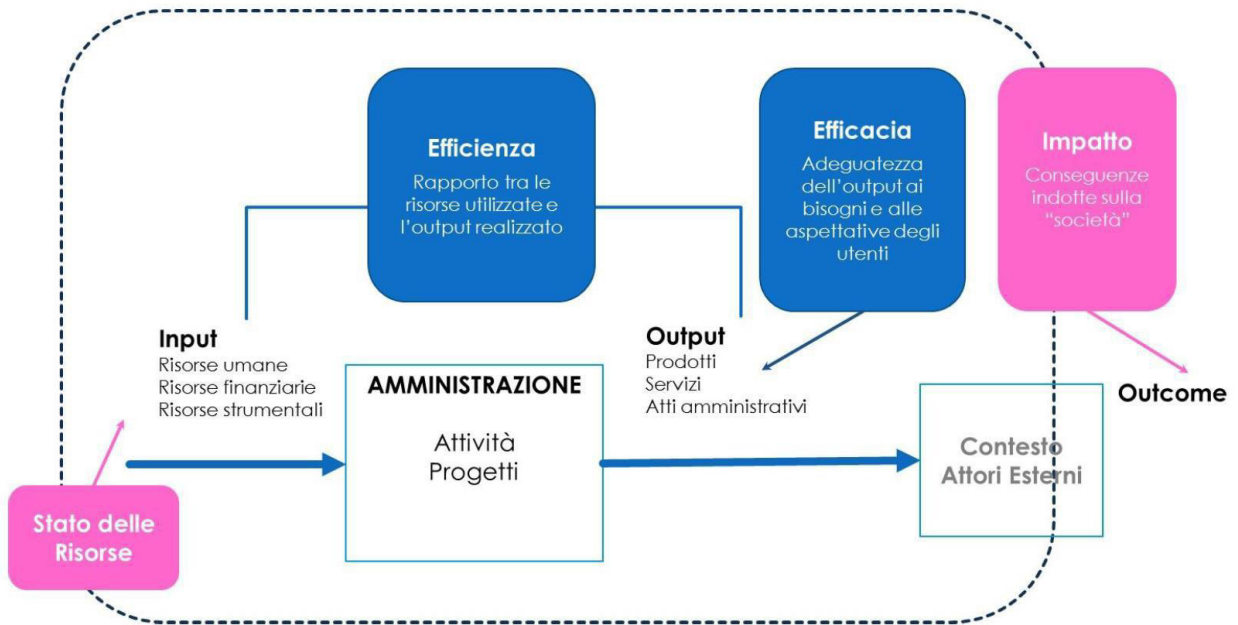 Efficienza
Rapporto tra le
risorse utilizzate e
l'output realizzato
Efficacia
Adeguatezza
dell'output ai
bisogni e alle
aspettative degli
utenti
Impatto
Conseguenze
indotte sulla
"società"
Input
Risorse umane
Risorse finanziarie
Risorse strumentali
AMMINISTRAZIONE
Attività
Progetti
Output
Prodotti
Servizi
Atti amministrativi
Outcome
Contesto
Attori Esterni
Stato delle
Risorse